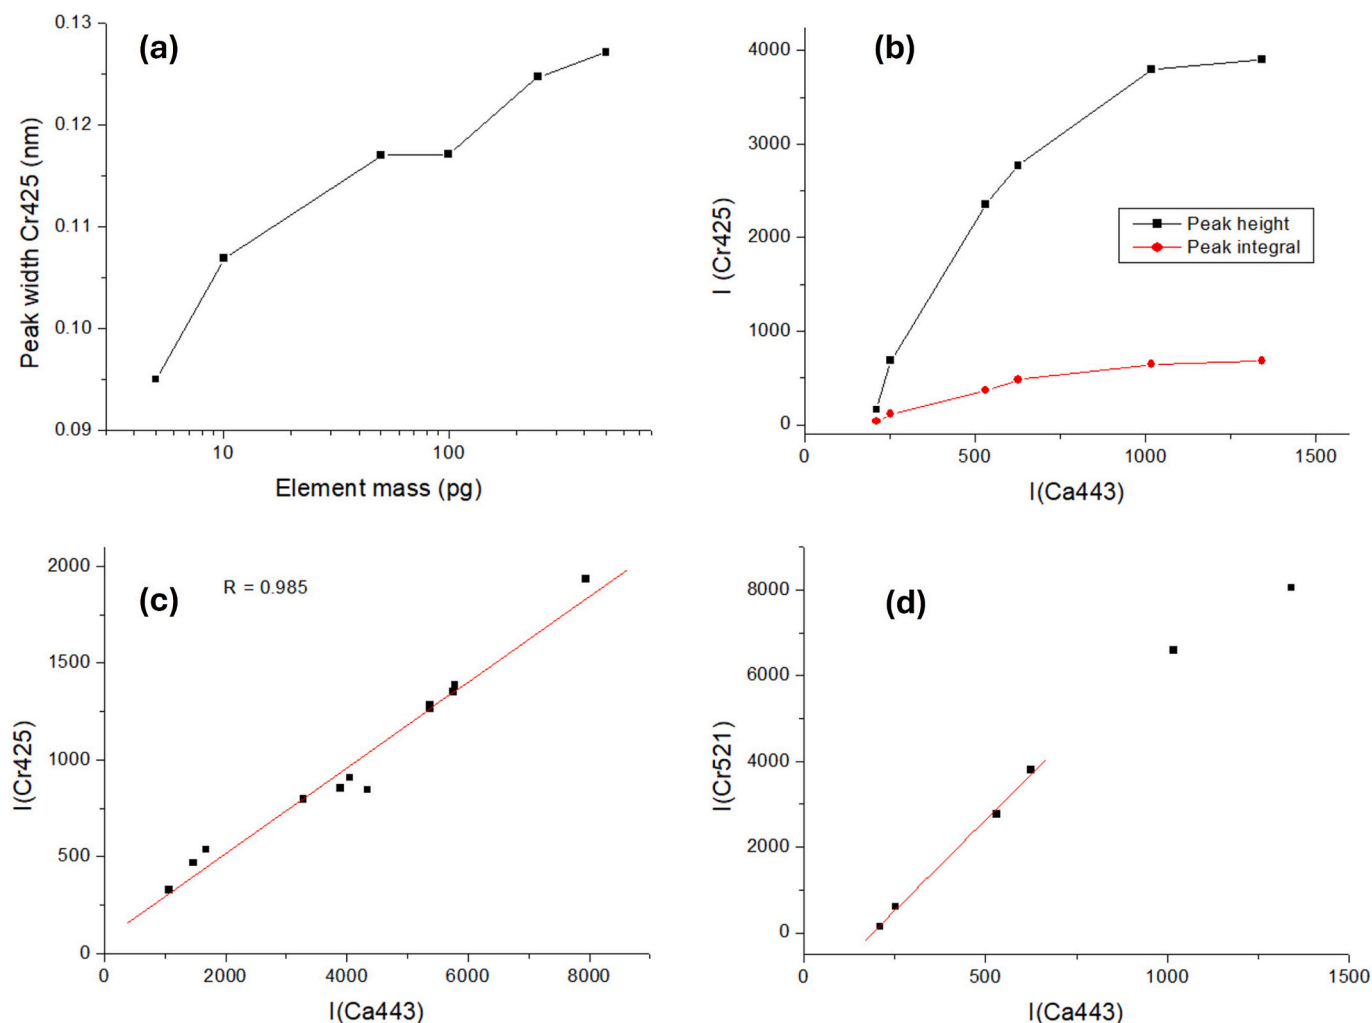 (a)
0.13
0.12
0.11
0.10
0.09
Peak width Cr425 (nm)
10
100
Element mass (pg)
(b)
4000
3000
2000
1000
0
I (Cr425)
Peak height
Peak integral
0
500
1000
1500
I(Ca443)
(c)
R = 0.985
2000
1500
1000
500
0
I(Cr425)
0
2000
4000
6000
8000
I(Ca443)
(d)
8000
6000
4000
2000
0
I(Cr521)
0
500
1000
1500
I(Ca443)